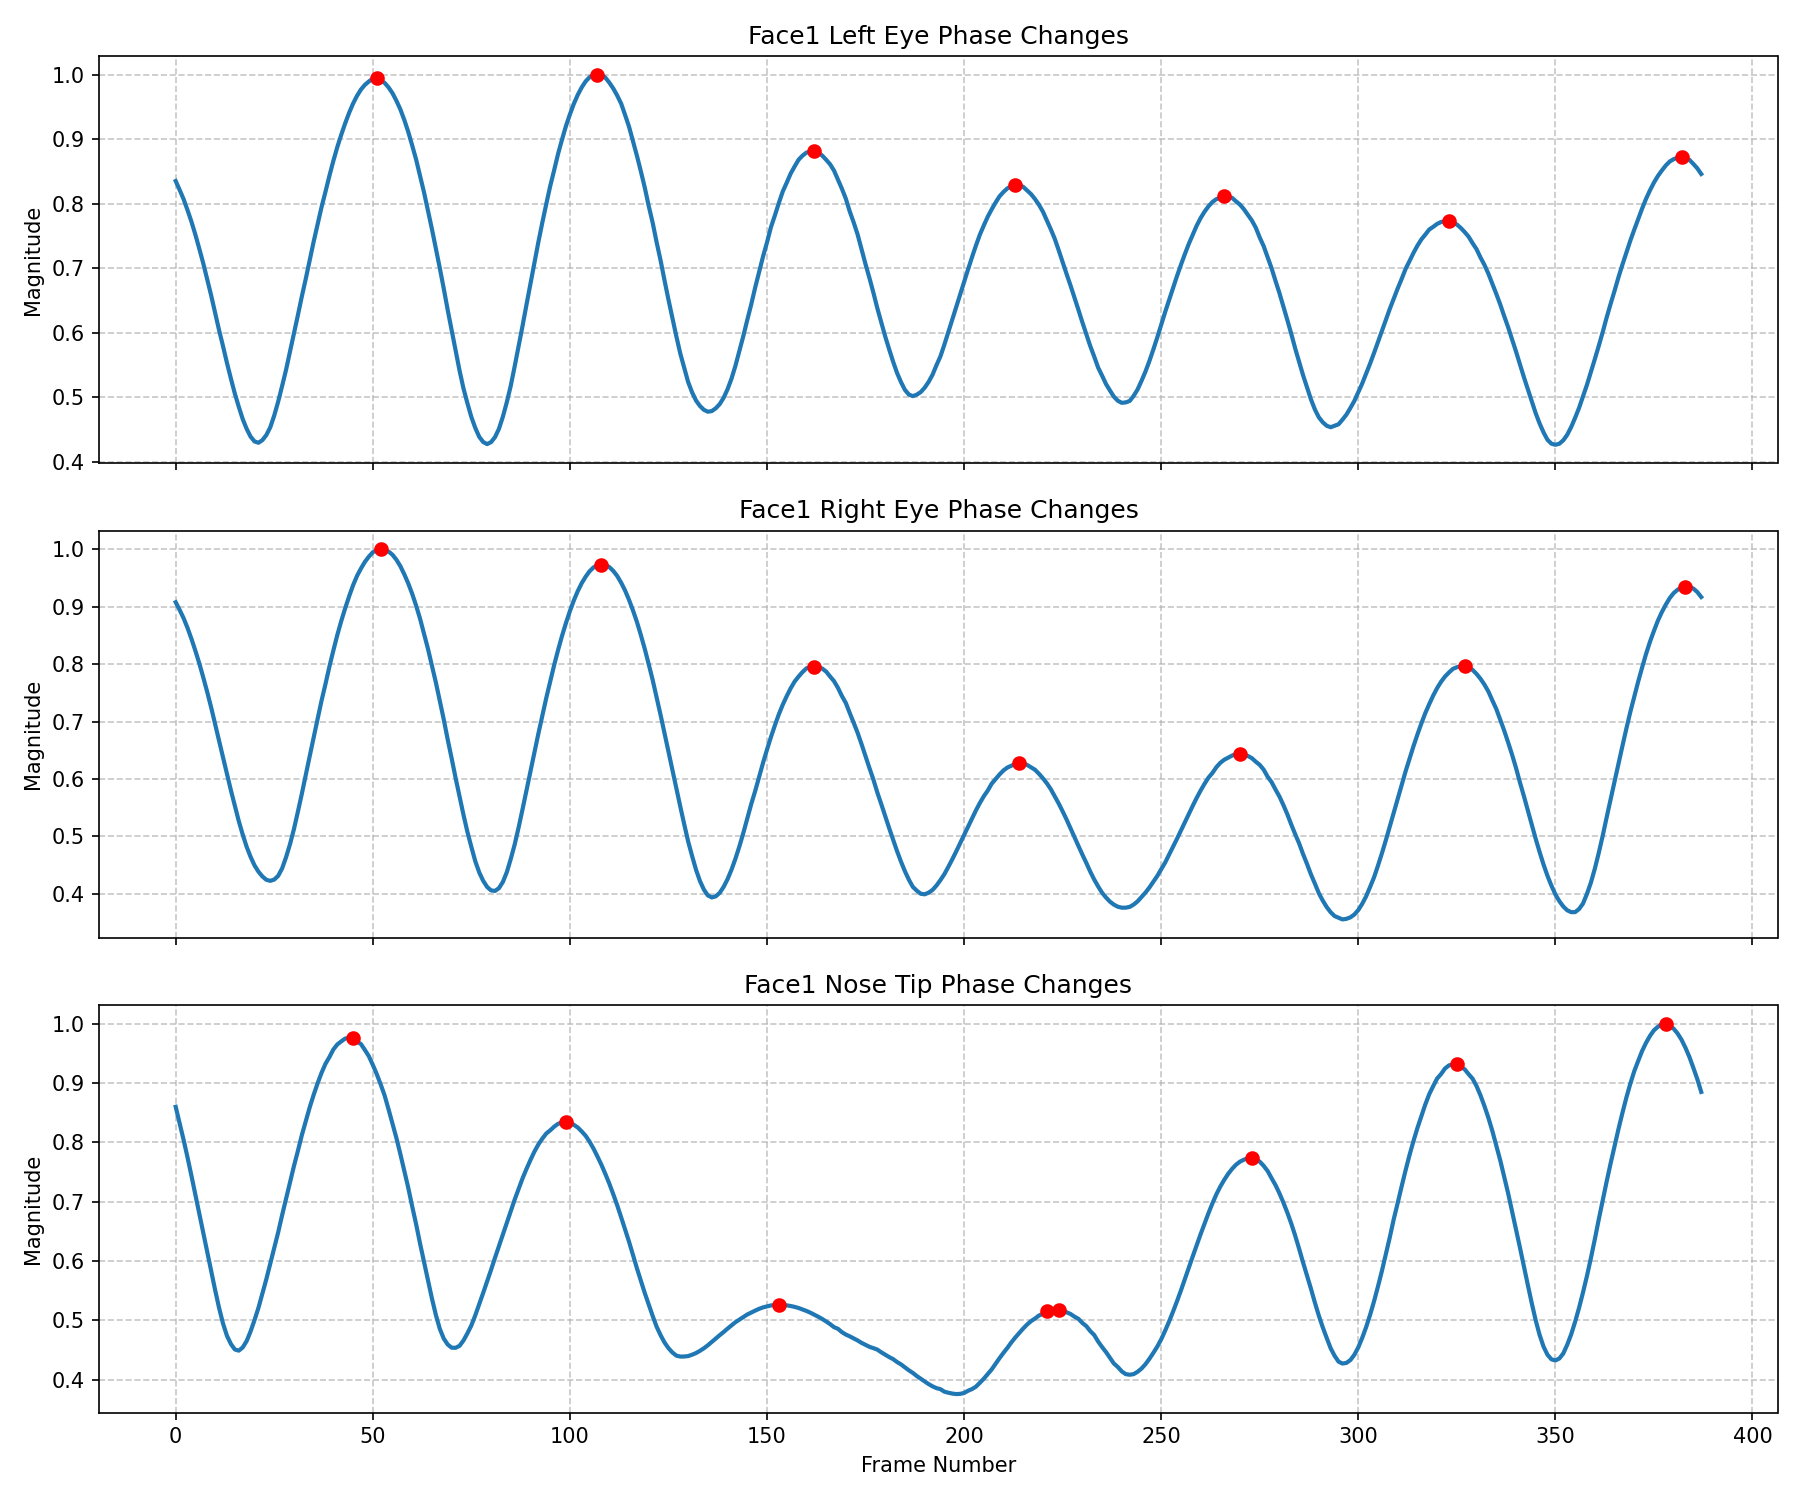 Face1 Left Eye Phase Changes
1.0
0.9
0.8
0.7
0.6
0.5
0.4
Magnitude
Face1 Right Eye Phase Changes
1.0
0.9
0.8
0.7
0.6
0.5
0.4
Magnitude
Face1 Nose Tip Phase Changes
1.0
0.9
0.8
0.7
0.6
0.5
0.4
Magnitude
0 50 100 150 200 250 300 350 400
Frame Number